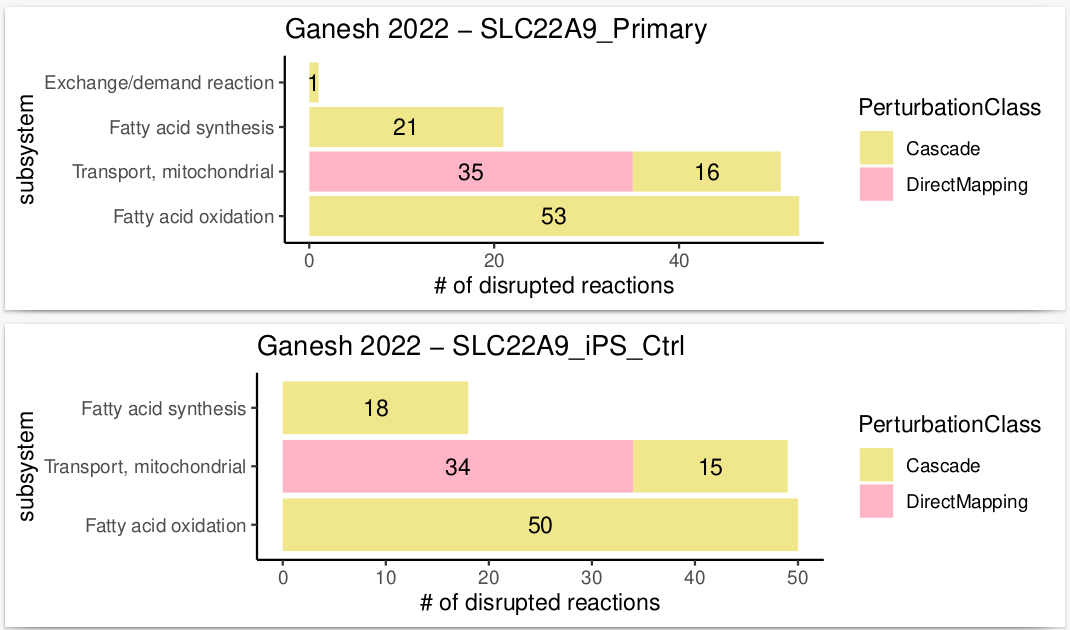 Ganesh 2022 – SLC22A9_Primary
subsystem
Exchange/demand reaction
1
Fatty acid synthesis
21
Transport, mitochondrial
35 16
Fatty acid oxidation
53
0 20 40
# of disrupted reactions
PerturbationClass
Cascade
DirectMapping
Ganesh 2022 – SLC22A9_iPS_Ctrl
subsystem
Fatty acid synthesis
18
Transport, mitochondrial
34 15
Fatty acid oxidation
50
0 10 20 30 40 50
# of disrupted reactions
PerturbationClass
Cascade
DirectMapping